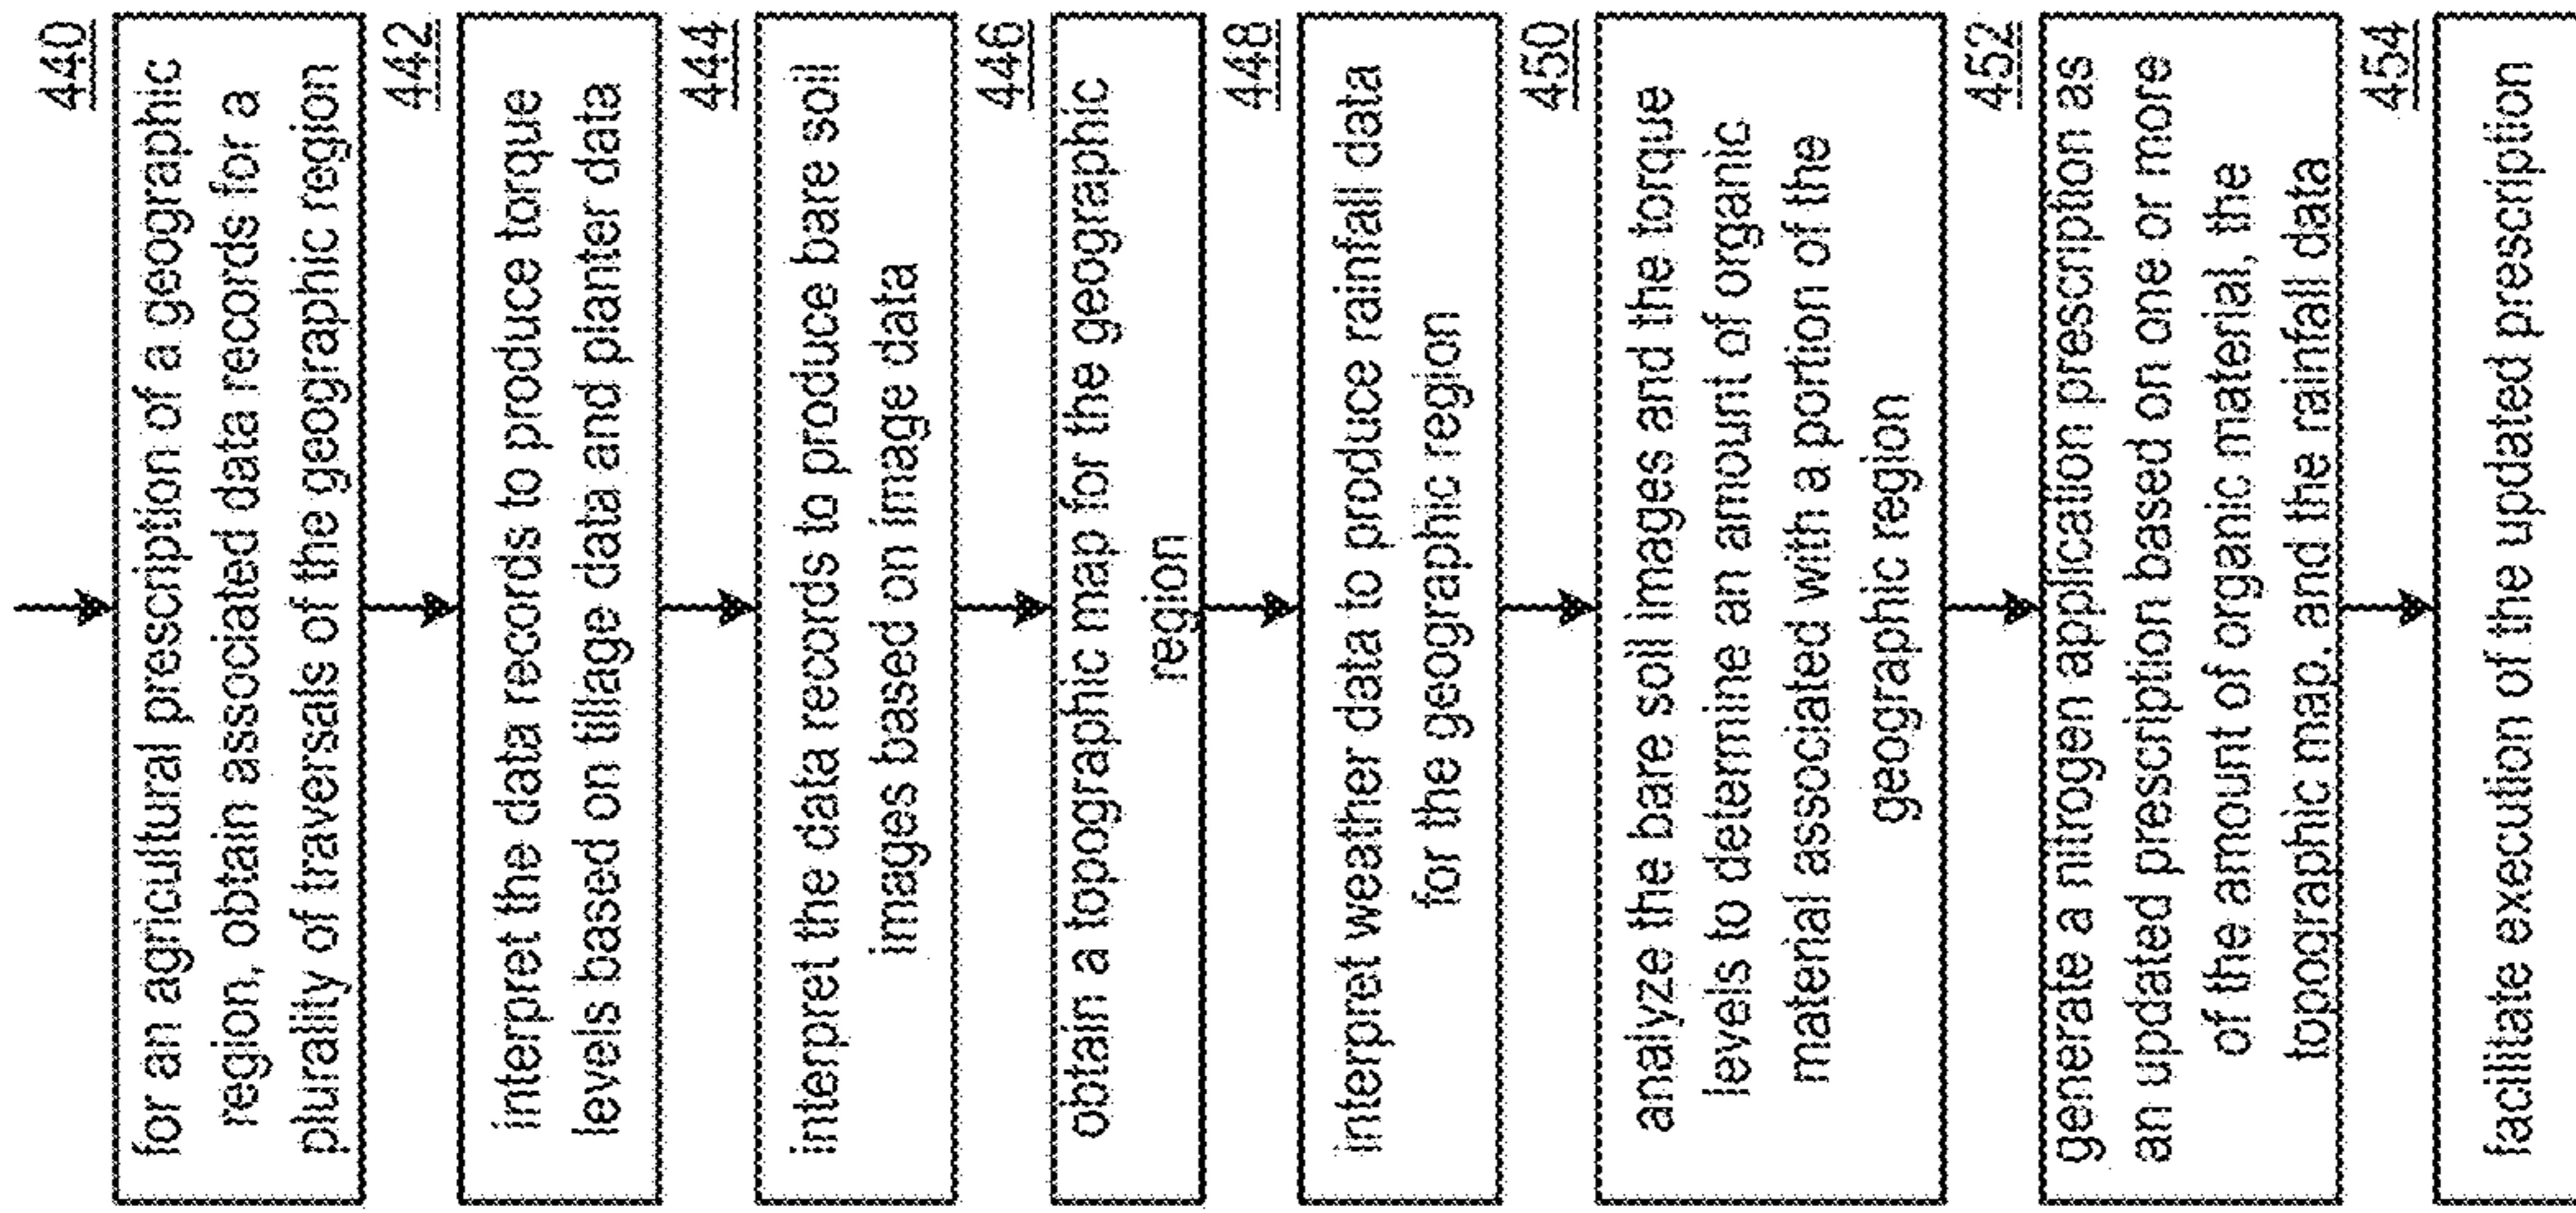 440
for an agricultural prescription of a geographic
region, obtain associated data records for a
plurality of traversals of the geographic region
442
interpret the data records to produce torque
levels based on tillage data and planter data
444
interpret the data records to produce bare soil
images based on image data
446
obtain a topographic map for the geographic
region
448
interpret weather data to produce rainfall data
for the geographic region
450
analyze the bare soil images and the torque
levels to determine an amount of organic
material associated with a portion of the
geographic region
452
generate a nitrogen application prescription as
an updated prescription based on one or more
of the amount of organic material, the
topographic map, and the rainfall data
454
facilitate execution of the updated prescription